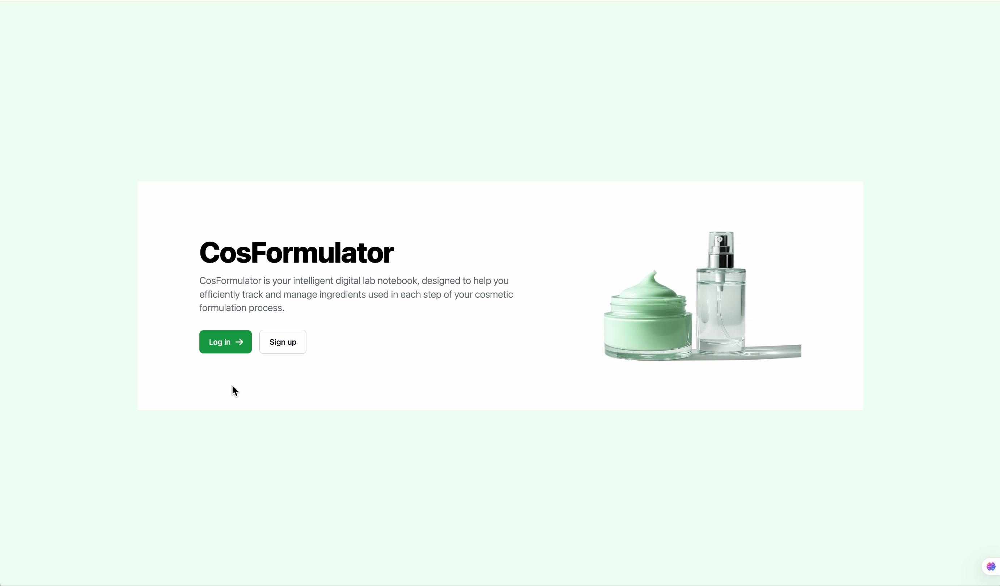 CosFormulator
CosFormulator is your intelligent digital lab notebook, designed to help you
efficiently track and manage ingredients used in each step of your cosmetic
formulation process.
Log in
Sign up